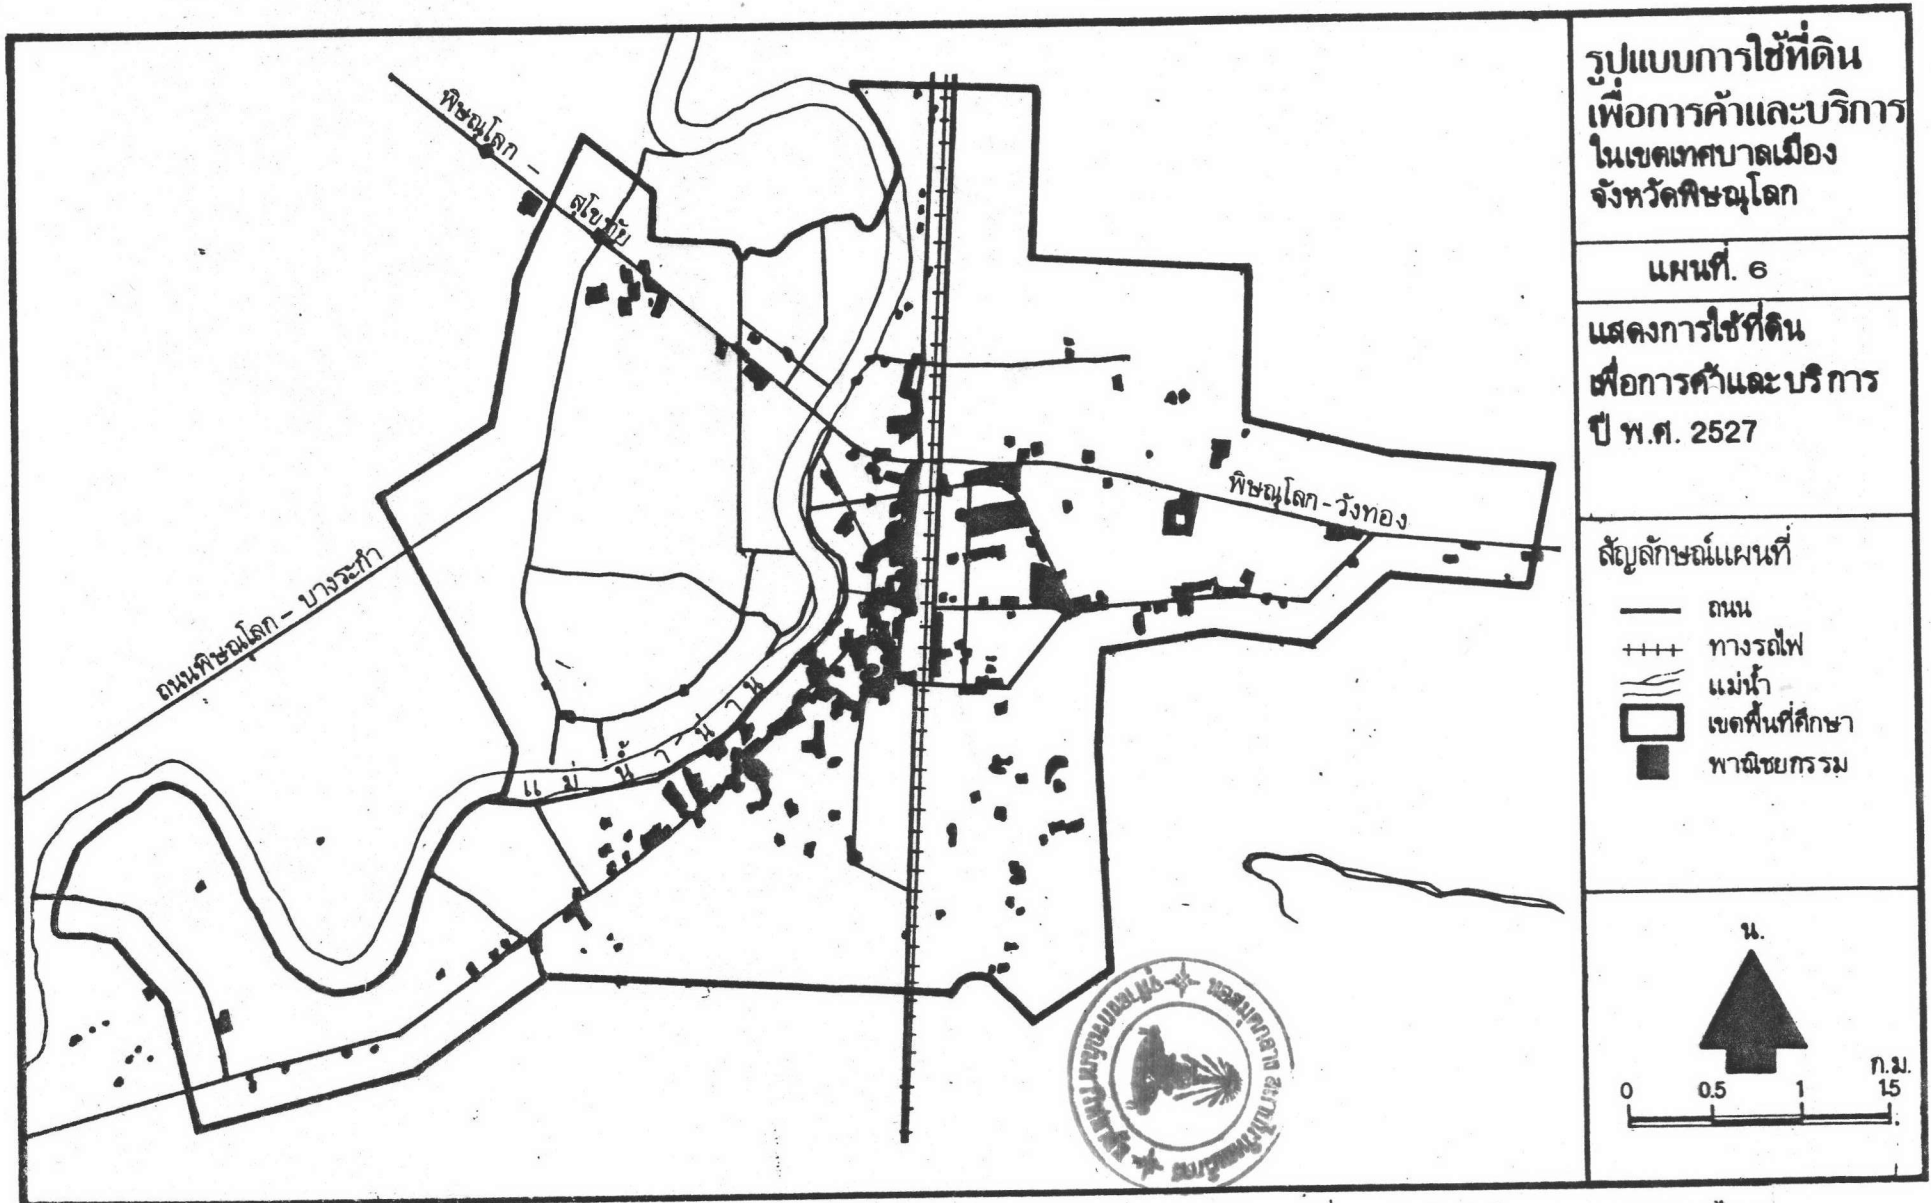 รูปแบบการใช้ที่ดิน
เพื่อการค้าและบริการ
ในเขตเทศบาลเมือง
จังหวัดพิษณุโลก
แผนที่. 6
แสดงการใช้ที่ดิน
เพื่อการค้าและบริการ
ปี พ.ศ. 2527
สัญลักษณ์แผนที่
ถนน
ทางรถไฟ
แม่น้ำ
เขตพื้นที่ศึกษา
พาณิชยกรรม
น.
ก.ม.
0 0.5 1 1.5
พิษณุโลก -
สุโขทัย
พิษณุโลก-วังทอง
ถนนพิษณุโลก - บางระกำ
แม่น้ำน่าน